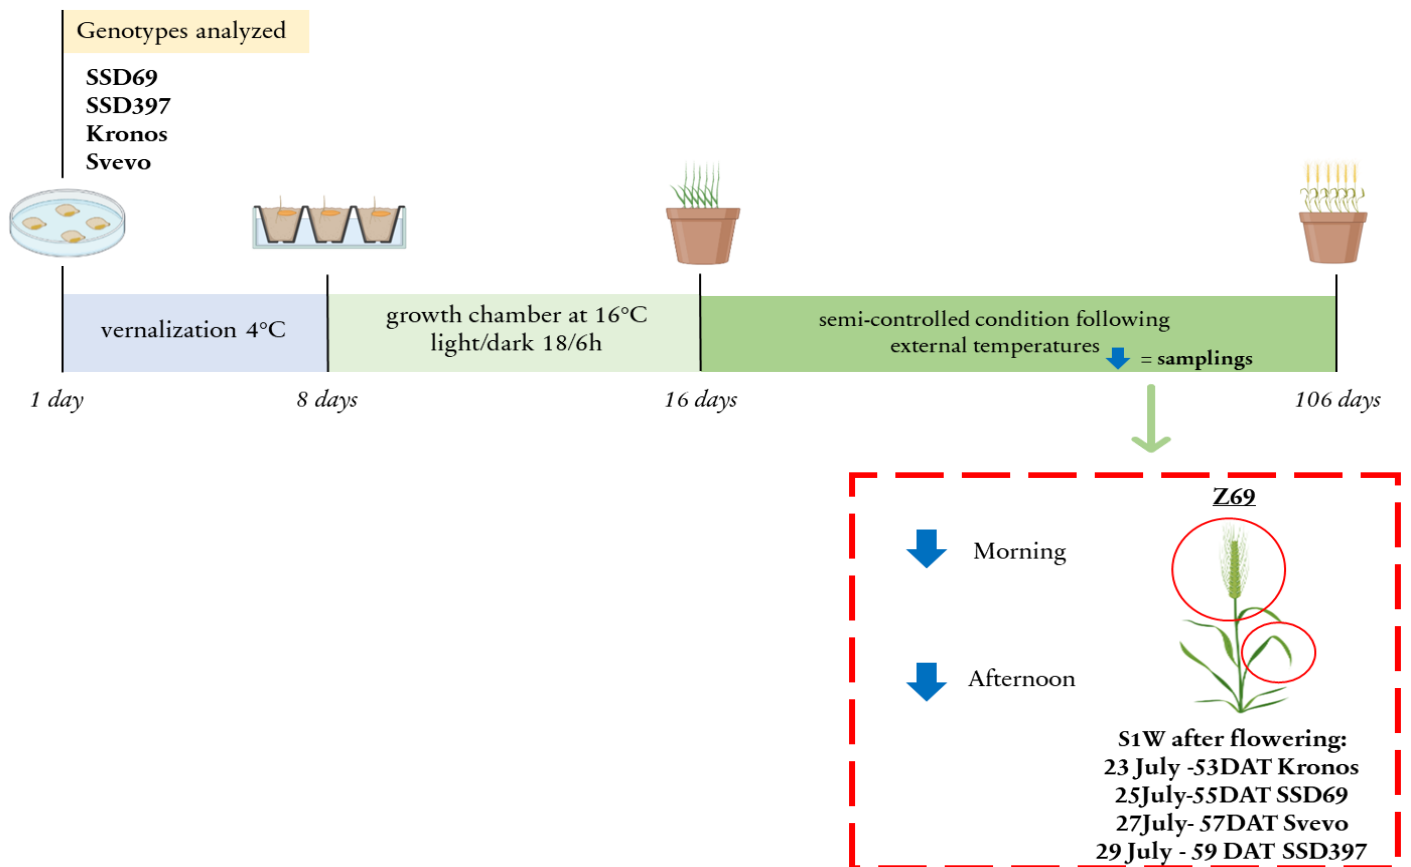 Genotypes analyzed
SSD69
SSD397
Kronos
Svevo
vernalization 4°C
growth chamber at 16°C
light/dark 18/6h
semi-controlled condition following
external temperatures
= samplings
1 day
8 days
16 days
106 days
Z69
Morning
Afternoon
S1W after flowering:
23 July -53DAT Kronos
25July-55DAT SSD69
27July- 57DAT Svevo
29 July - 59 DAT SSD397